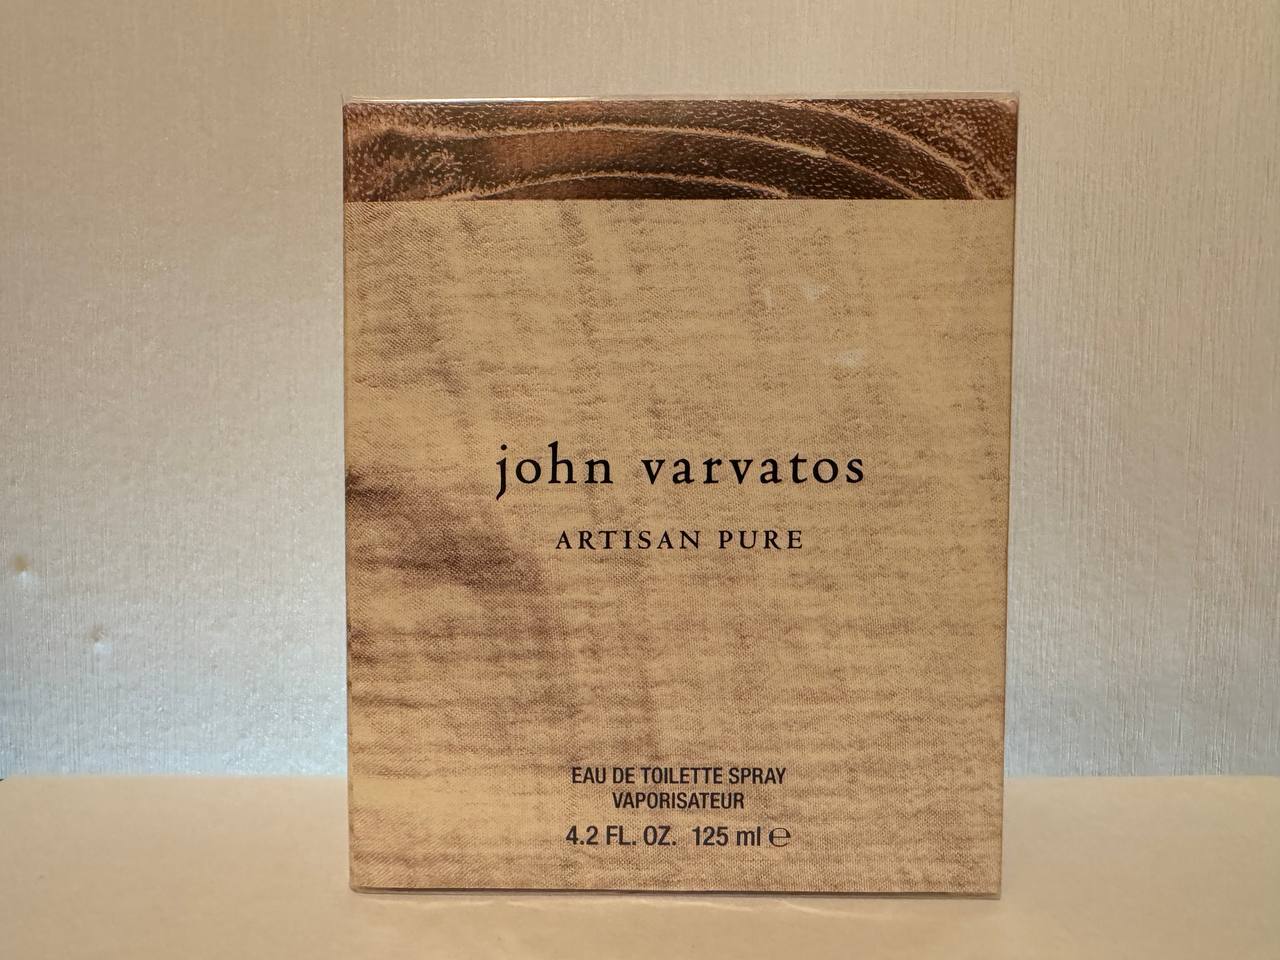 john varvatos
ARTISAN PURE
EAU DE TOILETTE SPRAY
VAPORISATEUR
4.2 FL. OZ. 125 ml ℮